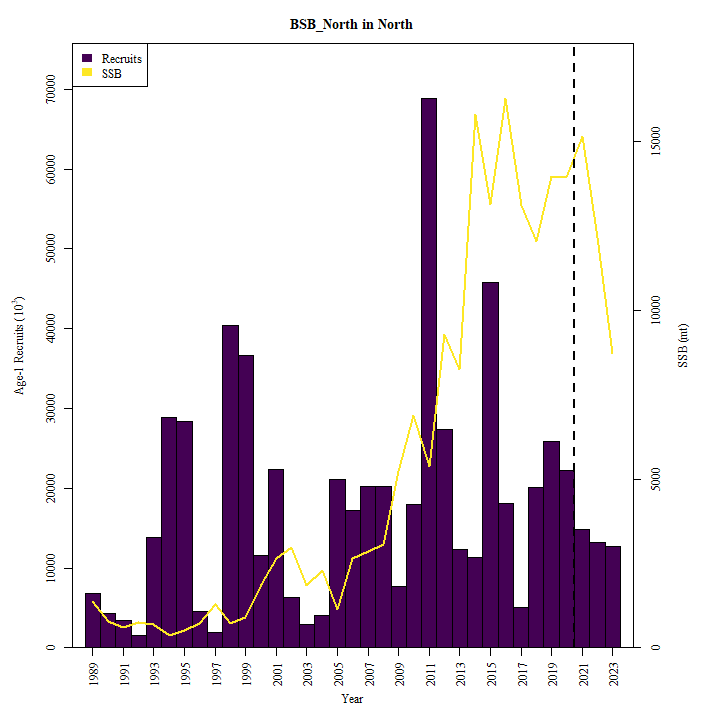 BSB_North in North
Recruits
SSB
Age-1 Recruits (10³)
70000
60000
50000
40000
30000
20000
10000
0
15000
10000
5000
0
SSB (mt)
1989 1991 1993 1995 1997 1999 2001 2003 2005 2007 2009 2011 2013 2015 2017 2019 2021 2023
Year